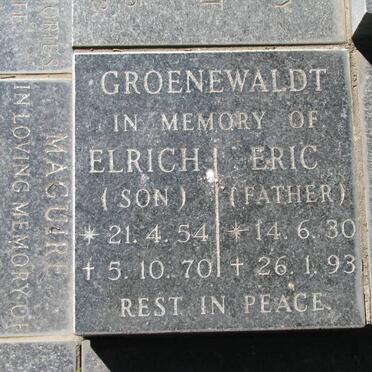 GROENEWALDT
IN MEMORY OF
ELRICH ERIC
(SON) (FATHER)
* 21. 4. 54 * 14. 6. 30
† 5. 10. 70 † 26. 1. 93
REST IN PEACE.
MAGUIRE
IN LOVING MEMORY OF